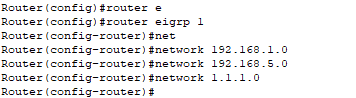 Router(config)#router e
Router(config)#router eigrp 1
Router(config-router)#net
Router(config-router)#network 192.168.1.0
Router(config-router)#network 192.168.5.0
Router(config-router)#network 1.1.1.0
Router(config-router)#